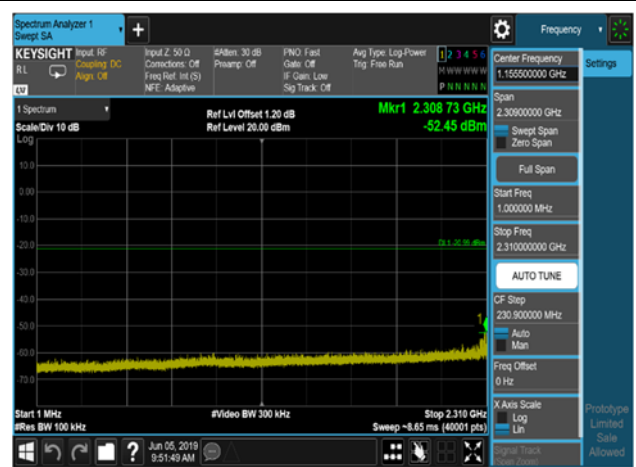 Spectrum Analyzer 1
Swept SA
Frequency
KEYSIGHT Input: RF
RL
Coupling: DC
Align: Off
Input Z: 50 Ω
Corrections: Off
Freq Ref: Int (S)
NFE: Adaptive
#Atten: 30 dB
Preamp: Off
PNO: Fast
Gate: Off
IF Gain: Low
Sig Track: Off
Avg Type: Log-Power
Trig: Free Run
1 2 3 4 5 6
M W W W W W
P N N N N N
LW
1 Spectrum
Scale/Div 10 dB
Log
Ref Lvl Offset 1.20 dB
Ref Level 20.00 dBm
Mkr1 2.308 73 GHz
-52.45 dBm
10.0
0.00
-10.0
-20.0
-30.0
-40.0
-50.0
-60.0
-70.0
1
Start 1 MHz
#Res BW 100 kHz
#Video BW 300 kHz
Stop 2.310 GHz
Sweep ~8.65 ms (40001 pts)
Jun 05, 2019
9:51:49 AM
Center Frequency
1.155500000 GHz
Settings
Span
2.30900000 GHz
Swept Span
Zero Span
Full Span
Start Freq
1.000000 MHz
Stop Freq
2.310000000 GHz
AUTO TUNE
CF Step
230.900000 MHz
Auto
Man
Freq Offset
0 Hz
X Axis Scale
Log
Lin
Signal Track
(Span Zoom)
Prototype
Limited
Sale
Allowed